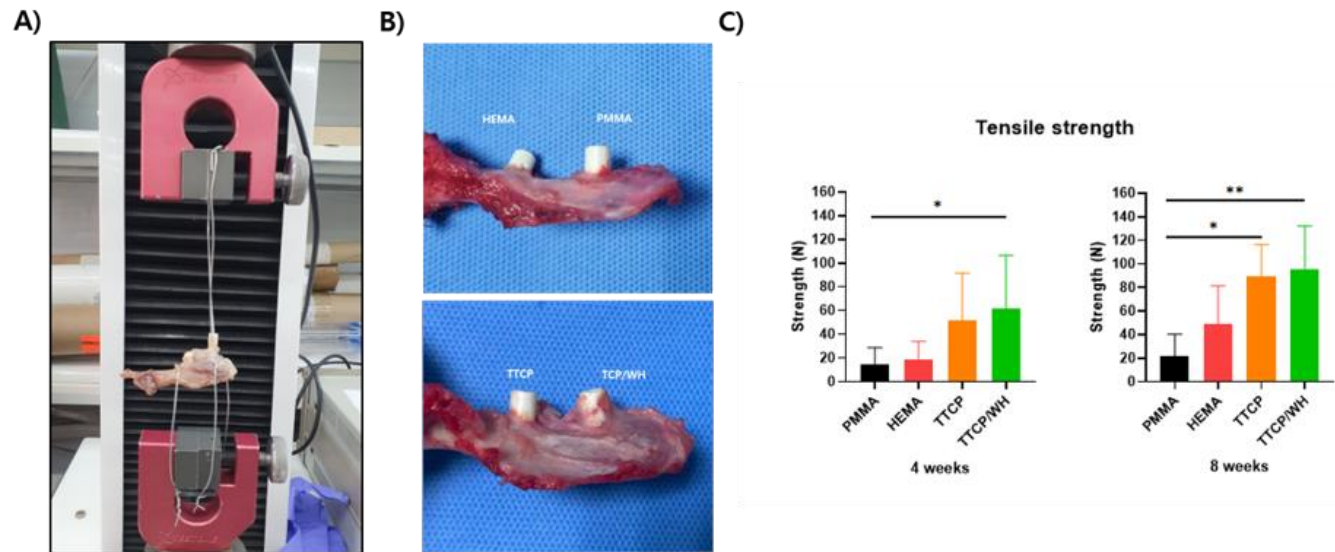 A)
B)
C)
HEMA
PMMA
TTCP
TCP/WH
Tensile strength
Strength (N)
160
140
120
100
80
60
40
20
0
*
PMMA
HEMA
TTCP
TTCP/WH
4 weeks
Strength (N)
160
140
120
100
80
60
40
20
0
**
*
PMMA
HEMA
TTCP
TTCP/WH
8 weeks